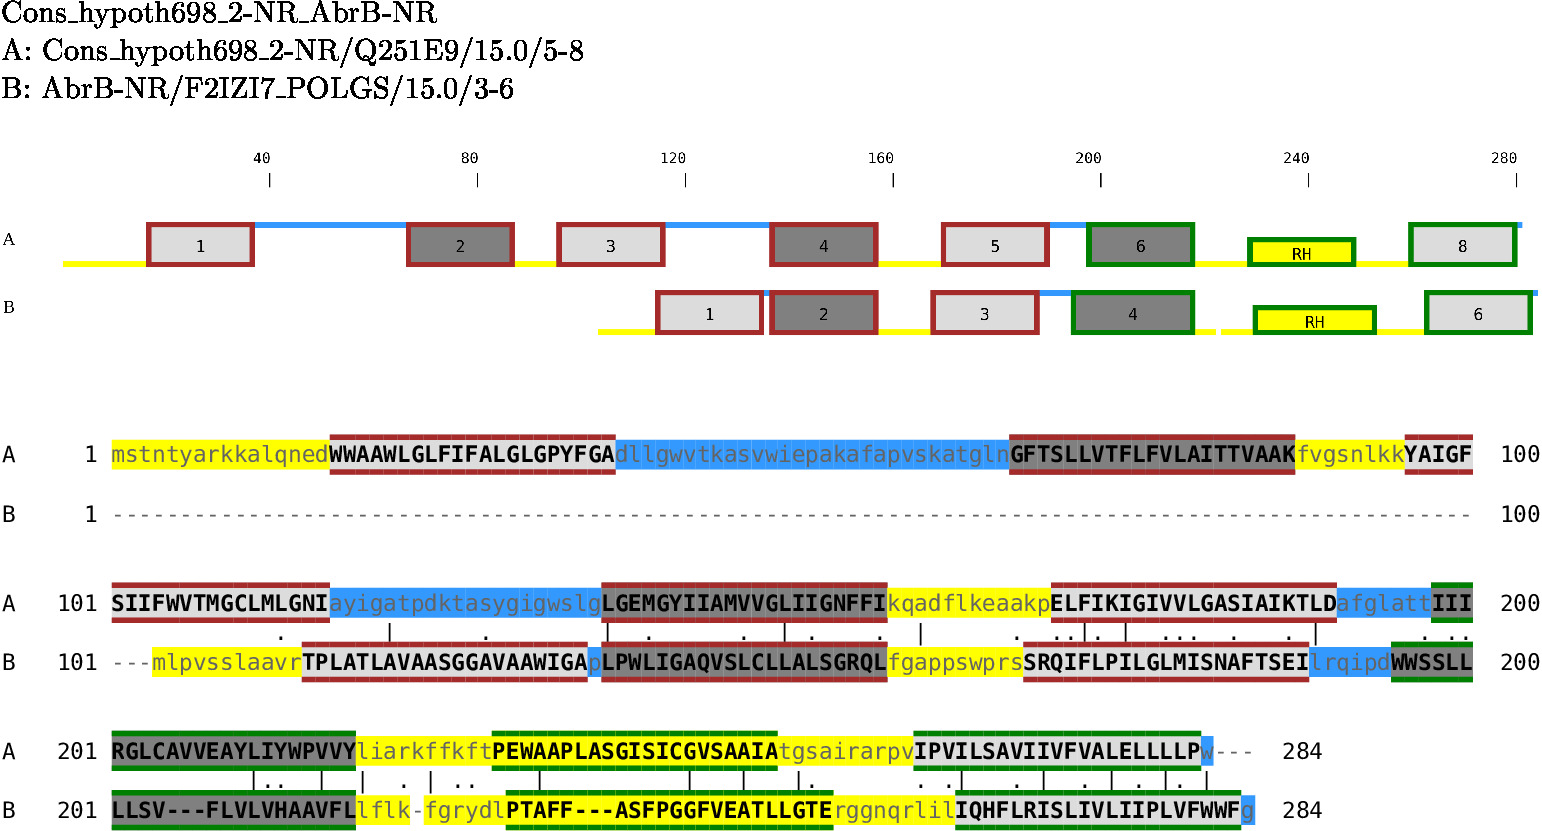 Cons_hypoth698_2-NR_AbrB-NR
A: Cons_hypoth698_2-NR/Q251E9/15.0/5-8
B: AbrB-NR/F2IZI7_POLGS/15.0/3-6
40 80 120 160 200 240 280
A 1 2 3 4 5 6 RH 8
B 1 2 3 4 RH 6
A 1 mstntyarkkalqnedWWAAWLGLFIFALGLGPYFGAdllgwvtkasvwiepakafapvskatglnGFTSLLVTFLFVLAITTVAAKfvgsnlkkYAIGF 100
B 1 ---------------------------------------------------------------------------------------------------- 100
A 101 SIIFWVTMGCLMLGNIayigatpdktasygigwslgLGEMGYIIAMVVGLIIGNFFIkqadflkeaakpELFIKIGIVVLGASIAIKTLDafglattIII 200
B 101 ---mlpvsslaavrTPLATLAVAASGGAVAAWIGApLPWLIGAQVSLCLLALSGRQLfgappswprsSRQIFLPILGLMISNAFTSEIlrqipdWWSSLL 200
A 201 RGLCAVVEAYLIYWPVVYliarkffkftPEWAAPLASGISICGVSAAIAtgsairarpvIPVILSAVIIVFVALELLLLPw--- 284
B 201 LLSV---FLVLVHAAVFLlflk-fgrydlPTAFF---ASFPGGFVEATLLGTErggnqrlilIQHFLRISLIVLIIPLVFWWFg 284